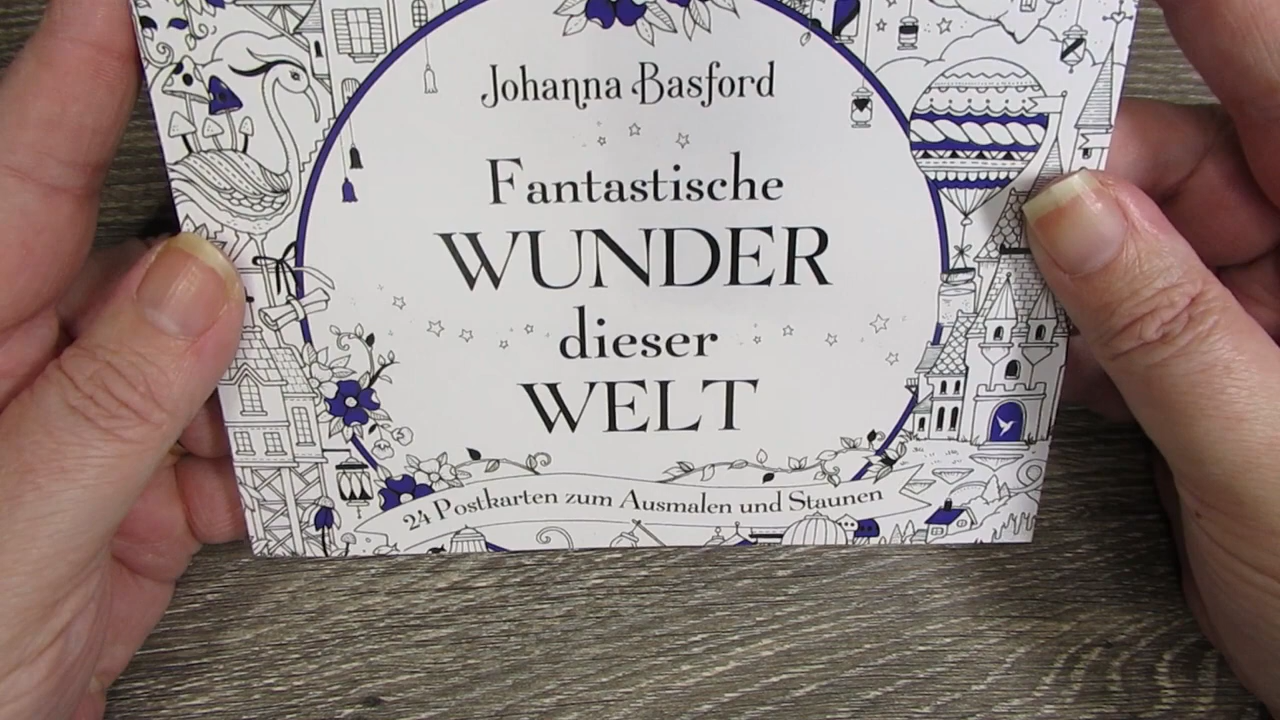 Johanna Basford
Fantastische
WUNDER
dieser
WELT
24 Postkarten zum Ausmalen und Staunen